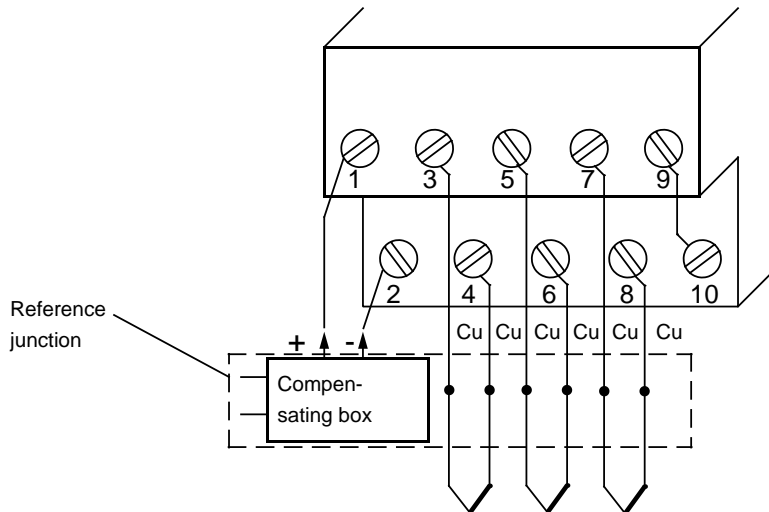 1 3 5 7 9
2 4 6 8 10
Reference
junction
+ -
Cu Cu Cu Cu Cu Cu
Compen-
sating box